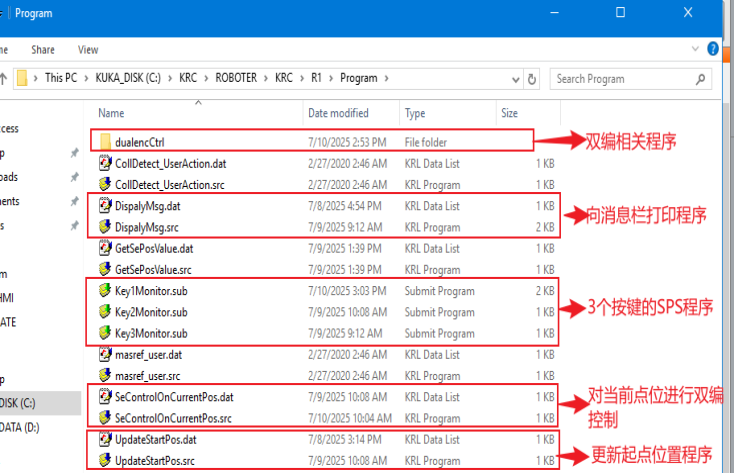 Program
Share View
This PC > KUKA_DISK (C:) > KRC > ROBOTER > KRC > R1 > Program >
Search Program
Name Date modified Type Size
dualencCtrl 7/10/2025 2:53 PM File folder
双编相关程序
CollDetect_UserAction.dat 2/27/2020 2:46 AM KRL Data List 1 KB
CollDetect_UserAction.src 2/27/2020 2:46 AM KRL Program 1 KB
DispalyMsg.dat 7/8/2025 4:54 PM KRL Data List 1 KB
DispalyMsg.src 7/9/2025 9:12 AM KRL Program 2 KB
向消息栏打印程序
GetSePosValue.dat 7/9/2025 1:39 PM KRL Data List 1 KB
GetSePosValue.src 7/9/2025 1:39 PM KRL Program 1 KB
Key1Monitor.sub 7/10/2025 3:03 PM Submit Program 2 KB
Key2Monitor.sub 7/9/2025 10:08 AM Submit Program 1 KB
Key3Monitor.sub 7/9/2025 9:12 AM Submit Program 1 KB
3个按键的SPS程序
masref_user.dat 2/27/2020 2:46 AM KRL Data List 1 KB
masref_user.src 2/27/2020 2:46 AM KRL Program 1 KB
SeControlOnCurrentPos.dat 7/9/2025 10:08 AM KRL Data List 1 KB
SeControlOnCurrentPos.src 7/10/2025 10:04 AM KRL Program 1 KB
对当前点位进行双编
控制
UpdateStartPos.dat 7/8/2025 3:14 PM KRL Data List 1 KB
UpdateStartPos.src 7/9/2025 10:08 AM KRL Program 1 KB
更新起点位置程序
DISK (C:)
DATA (D:)